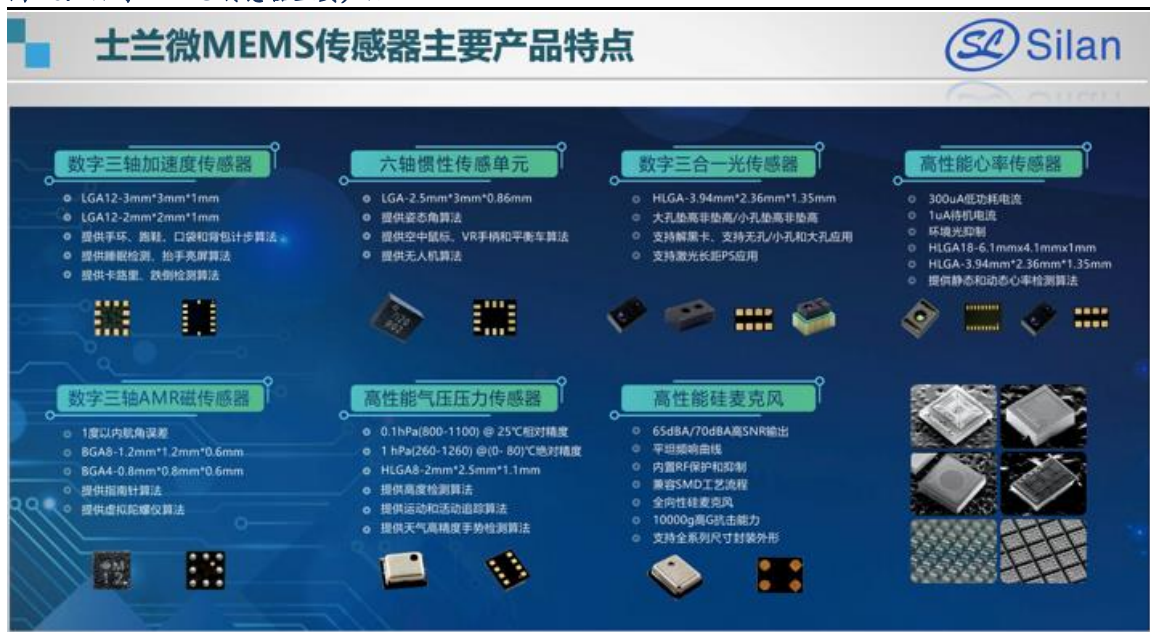 士兰微MEMS传感器主要产品特点
SL Silan
数字三轴加速度传感器
LGA12-3mm*3mm*1mm
LGA12-2mm*2mm*1mm
提供手环、跑鞋、口袋和背包计步算法
提供睡眠检测、抬手亮屏算法
提供卡路里、跌倒检测算法
六轴惯性传感单元
LGA-2.5mm*3mm*0.86mm
提供姿态角算法
提供空中鼠标、VR手柄和平衡车算法
提供无人机算法
数字三合一光传感器
HLGA-3.94mm*2.36mm*1.35mm
大孔垫高非垫高/小孔垫高非垫高
支持解黑卡、支持无孔/小孔和大孔应用
支持激光长距PS应用
高性能心率传感器
300uA低功耗电流
1uA待机电流
环境光抑制
HLGA18-6.1mmx4.1mmx1mm
HLGA-3.94mm*2.36mm*1.35mm
提供静态和动态心率检测算法
数字三轴AMR磁传感器
1度以内航角误差
BGA8-1.2mm*1.2mm*0.6mm
BGA4-0.8mm*0.8mm*0.6mm
提供指南针算法
提供虚拟陀螺仪算法
高性能气压压力传感器
0.1hPa(800-1100) @ 25℃相对精度
1 hPa(260-1260) @(0- 80)℃绝对精度
HLGA8-2mm*2.5mm*1.1mm
提供高度检测算法
提供运动和活动追踪算法
提供天气高精度手势检测算法
高性能硅麦克风
65dBA/70dBA高SNR输出
平坦频响曲线
内置RF保护和抑制
兼容SMD工艺流程
全向性硅麦克风
10000g高G抗击能力
支持全系列尺寸封装外形